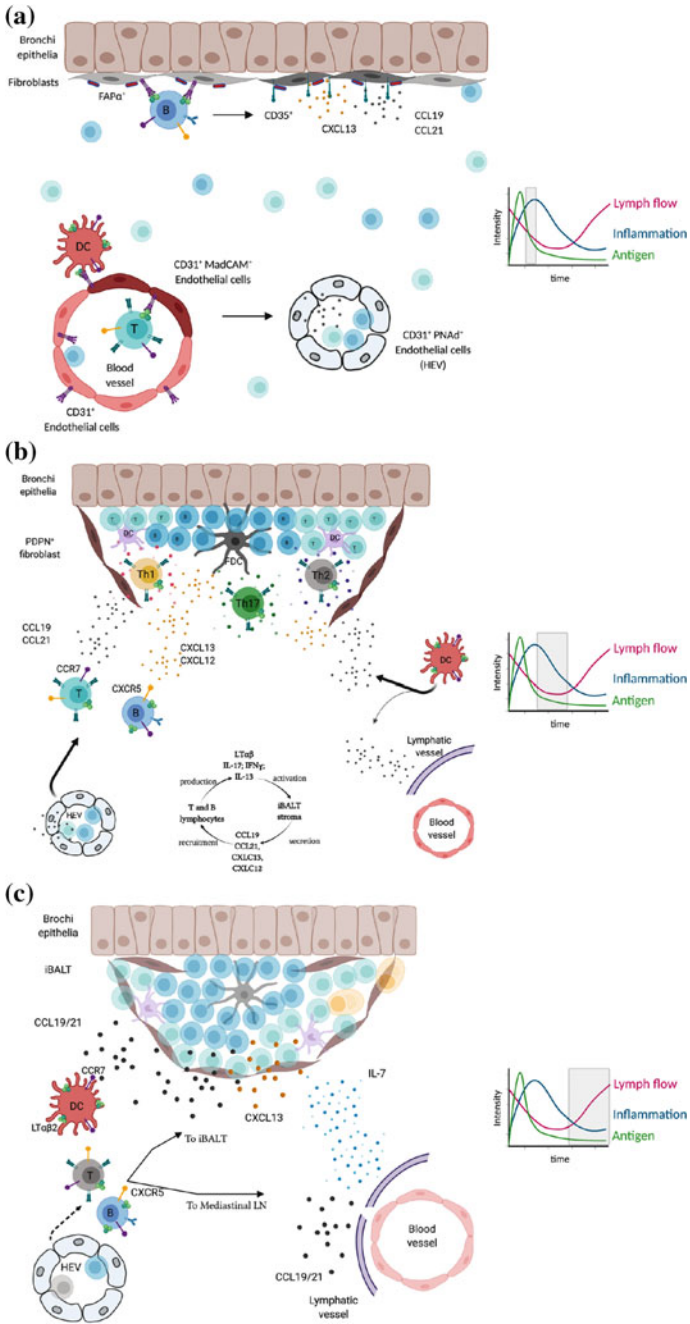 (a)
Bronchi
epithelia
Fibroblasts
FAPα⁺
B
CD35⁺
CXCL13
CCL19
CCL21
DC
CD31⁺ MadCAM⁺
Endothelial cells
T
Blood
vessel
CD31⁺
Endothelial cells
CD31⁺ PNAd⁺
Endothelial cells
(HEV)
Intensity
Lymph flow
Inflammation
Antigen
time
(b)
Bronchi
epithelia
PDPN⁺
fibroblast
DC
FDC
DC
Th1
Th17
Th2
CCL19
CCL21
CCR7
T
CXCL13
CXCL12
CXCR5
B
DC
HEV
LTαβ
IL-17; IFNγ;
IL-13
production
activation
T and B
lymphocytes
iBALT
stroma
recruitment
secretion
CCL19
CCL21,
CXLC13,
CXLC12
Lymphatic
vessel
Blood
vessel
Intensity
Lymph flow
Inflammation
Antigen
time
(c)
Brochi
epithelia
iBALT
CCL19/21
CCR7
DC
LTαβ2
CXCL13
IL-7
T
To iBALT
CXCR5
B
To Mediastinal LN
HEV
CCL19/21
Blood
vessel
Lymphatic
vessel
Intensity
Lymph flow
Inflammation
Antigen
time